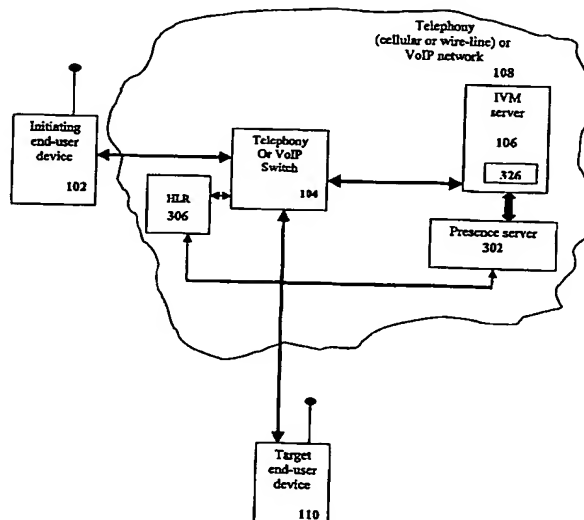 Telephony
(cellular or wire-line) or
VoIP network
108
IVM
server
106
326
Initiating
end-user
device
102
Telephony
Or VoIP
Switch
104
HLR
306
Presence server
302
Target
end-user
device
110